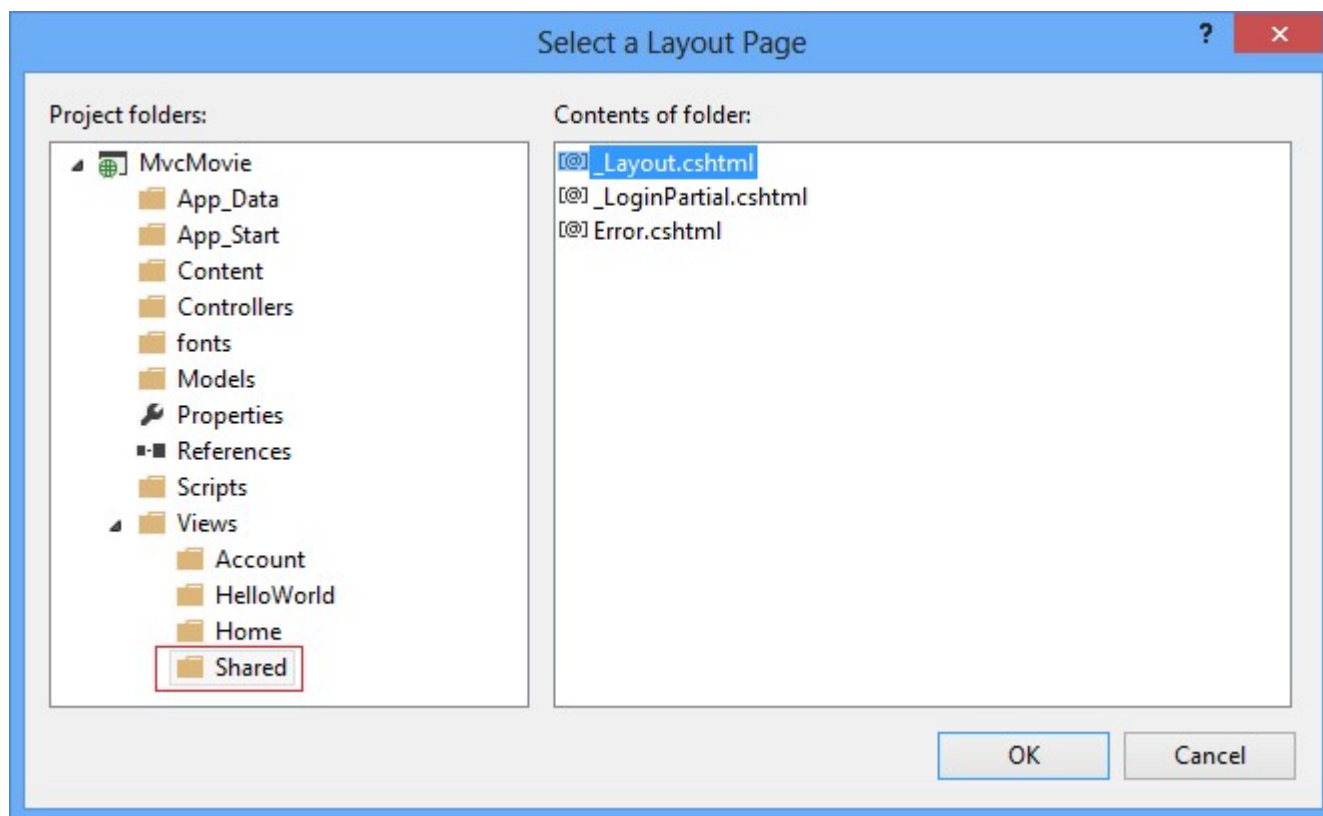 Select a Layout Page
?
Project folders:
MvcMovie
App_Data
App_Start
Content
Controllers
fonts
Models
Properties
References
Scripts
Views
Account
HelloWorld
Home
Shared
Contents of folder:
[@] _Layout.cshtml
[@] _LoginPartial.cshtml
[@] Error.cshtml
OK
Cancel